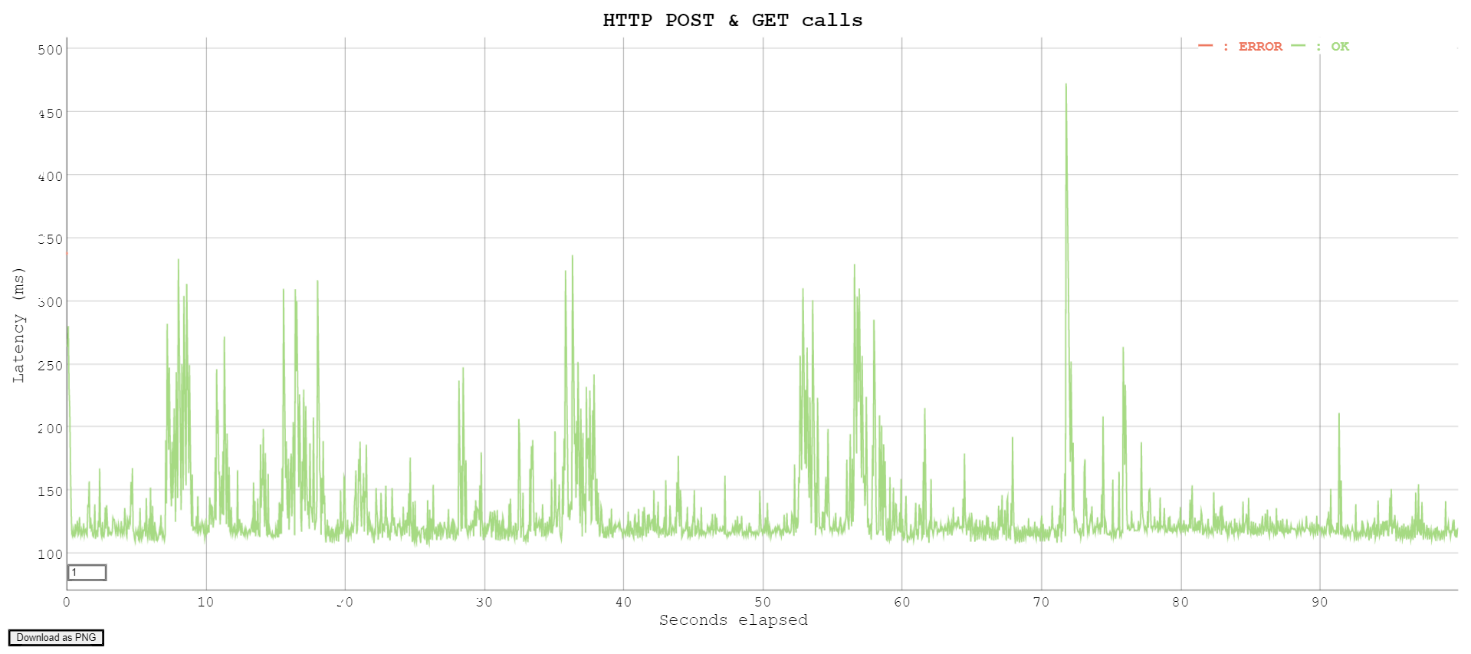 HTTP POST & GET calls
— : ERROR — : OK
500
450
400
350
300
250
200
150
100
Latency (ms)
1
0 10 20 30 40 50 60 70 80 90
Seconds elapsed
Download as PNG